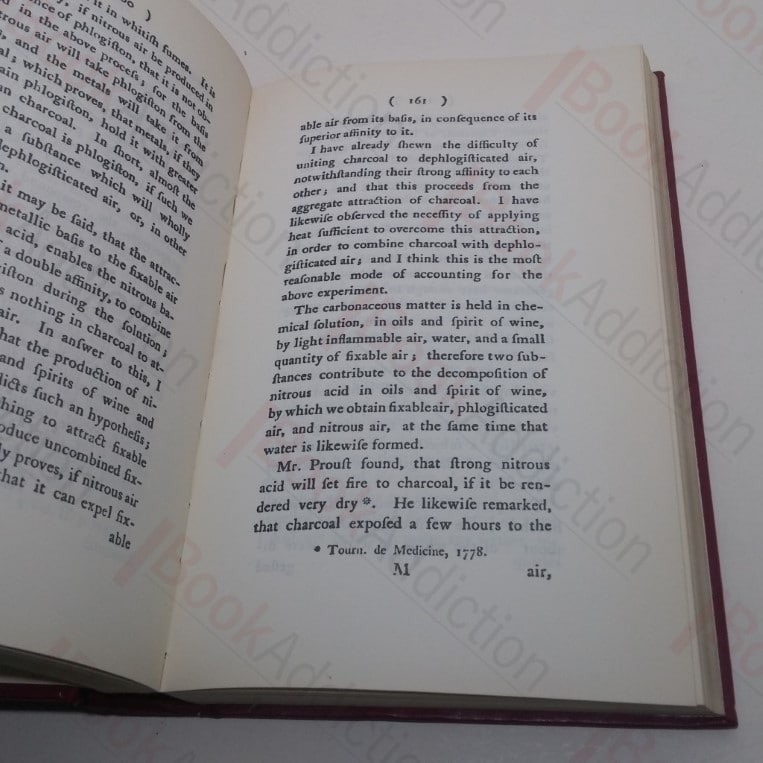 it in whitish fumes. It
if nitrous air be produced in
ence of phlogiston, that it is not ob-
in the above process; for the basis
trous air will take phlogiston from the
and the metals will take it from
al; which proves, that metals, if they
ain phlogiston, hold it with greater
an charcoal. In short, almost the
charcoal is phlogiston, if such we
a substance which will wholly
dephlogisticated air, or, in other
it may be said, that the attrac-
metallic basis to the fixable air
acid, enables the nitrous ba-
a double affinity, to combine
giston during the solution;
s nothing in charcoal to at-
air. In answer to this, I
hat the production of ni-
and spirits of wine and
dicts such an hypothesis;
hing to attract fixable
oduce uncombined fix-
ly proves, if nitrous air
that it can expel fix-
able
( 161 )
able air from its basis, in consequence of its
superior affinity to it.
I have already shewn the difficulty of
uniting charcoal to dephlogisticated air,
notwithstanding their strong affinity to each
other; and that this proceeds from the
aggregate attraction of charcoal. I have
likewise observed the necessity of applying
heat sufficient to overcome this attraction,
in order to combine charcoal with dephlo-
gisticated air; and I think this is the most
reasonable mode of accounting for the
above experiment.
The carbonaceous matter is held in che-
mical solution, in oils and spirit of wine,
by light inflammable air, water, and a small
quantity of fixable air; therefore two sub-
stances contribute to the decomposition of
nitrous acid in oils and spirit of wine,
by which we obtain fixable air, phlogisticated
air, and nitrous air, at the same time that
water is likewise formed.
Mr. Proust found, that strong nitrous
acid will set fire to charcoal, if it be ren-
dered very dry *. He likewise remarked,
that charcoal exposed a few hours to the
* Tourn. de Medicine, 1778.
M air,
BookAddiction